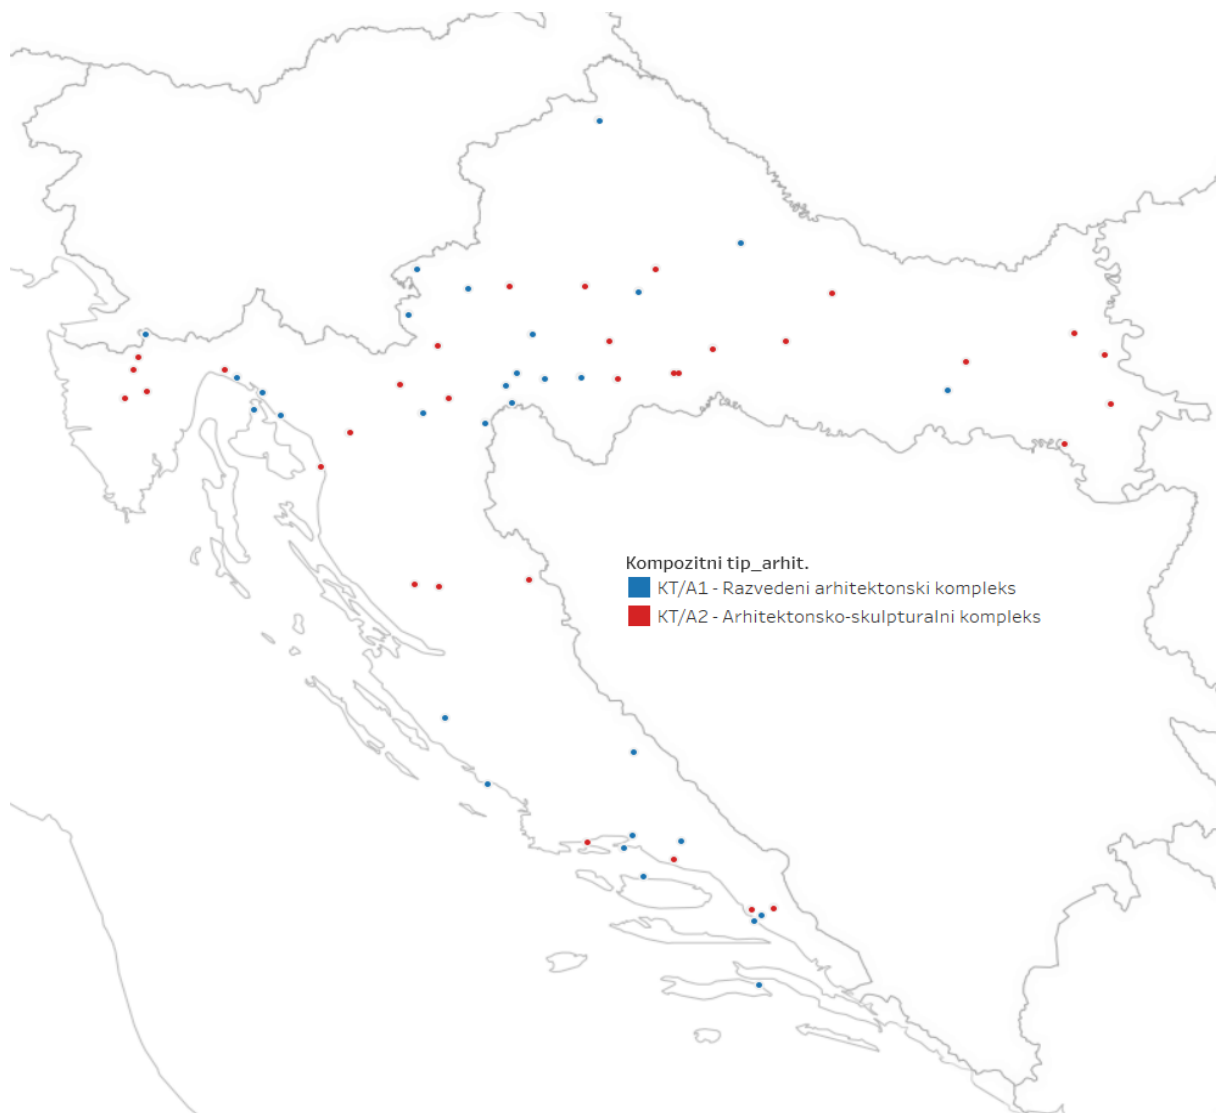 Kompozitni tip_arhit.
KT/A1 - Razvedeni arhitektonski kompleks
KT/A2 - Arhitektonsko-skulpturalni kompleks